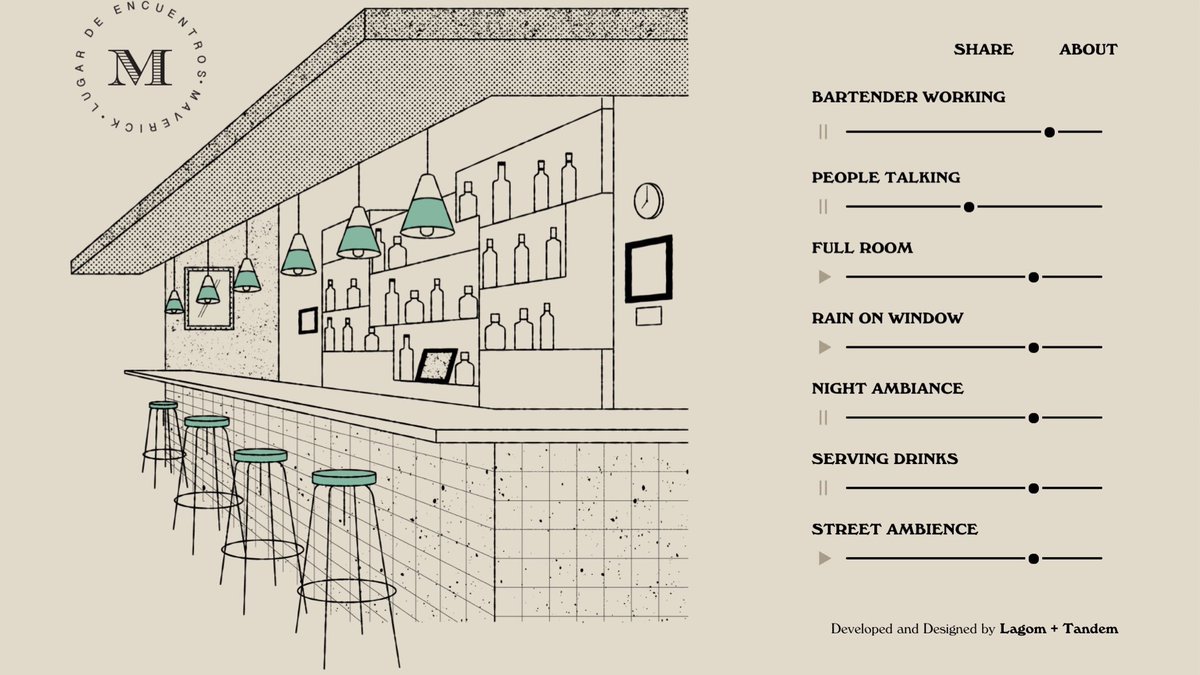 LUGAR DE ENCUENTROS • MAVERICK •
M
SHARE ABOUT
BARTENDER WORKING
PEOPLE TALKING
FULL ROOM
RAIN ON WINDOW
NIGHT AMBIANCE
SERVING DRINKS
STREET AMBIENCE
Developed and Designed by Lagom + Tandem